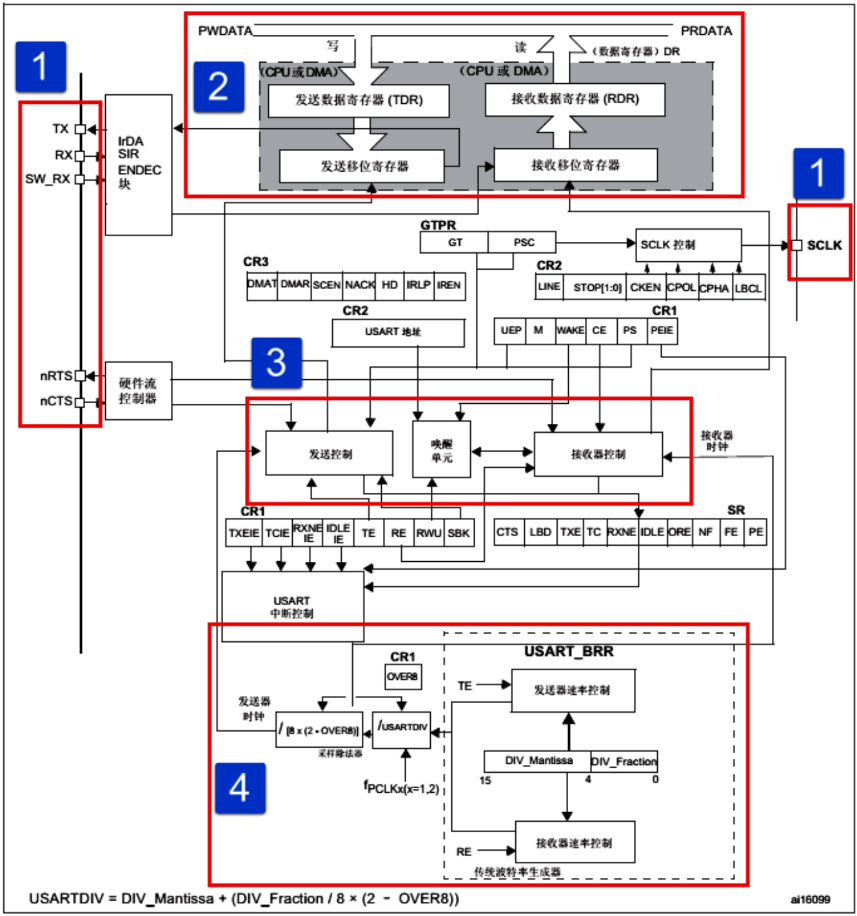 PWDATA
PRDATA
写
读
(数据寄存器) DR
1
2
(CPU 或 DMA)
(CPU 或 DMA)
发送数据寄存器 (TDR)
接收数据寄存器 (RDR)
TX
RX
SW_RX
IrDA
SIR
ENDEC
块
发送移位寄存器
接收移位寄存器
1
GTPR
GT
PSC
SCLK 控制
SCLK
CR3
DMAT
DMAR
SCEN
NACK
HD
IRLP
IREN
CR2
LINE
STOP[1:0]
CKEN
CPOL
CPHA
LBCL
CR2
USART 地址
CR1
UEP
M
WAKE
CE
PS
PEIE
3
nRTS
nCTS
硬件流
控制器
发送控制
唤醒
单元
接收器控制
接收器
时钟
CR1
TXEIE
TCIE
RXNE
IE
IDLE
IE
TE
RE
RWU
SBK
SR
CTS
LBD
TXE
TC
RXNE
IDLE
ORE
NF
FE
PE
USART
中断控制
USART_BRR
CR1
OVER8
TE
发送器速率控制
发送器
时钟
/ [8 x (2 - OVER8)]
/USARTDIV
采样除法器
DIV_Mantissa
DIV_Fraction
15
4
0
4
fPCLKx(x=1,2)
RE
接收器速率控制
传统波特率生成器
USARTDIV = DIV_Mantissa + (DIV_Fraction / 8 × (2 - OVER8))
ai16099